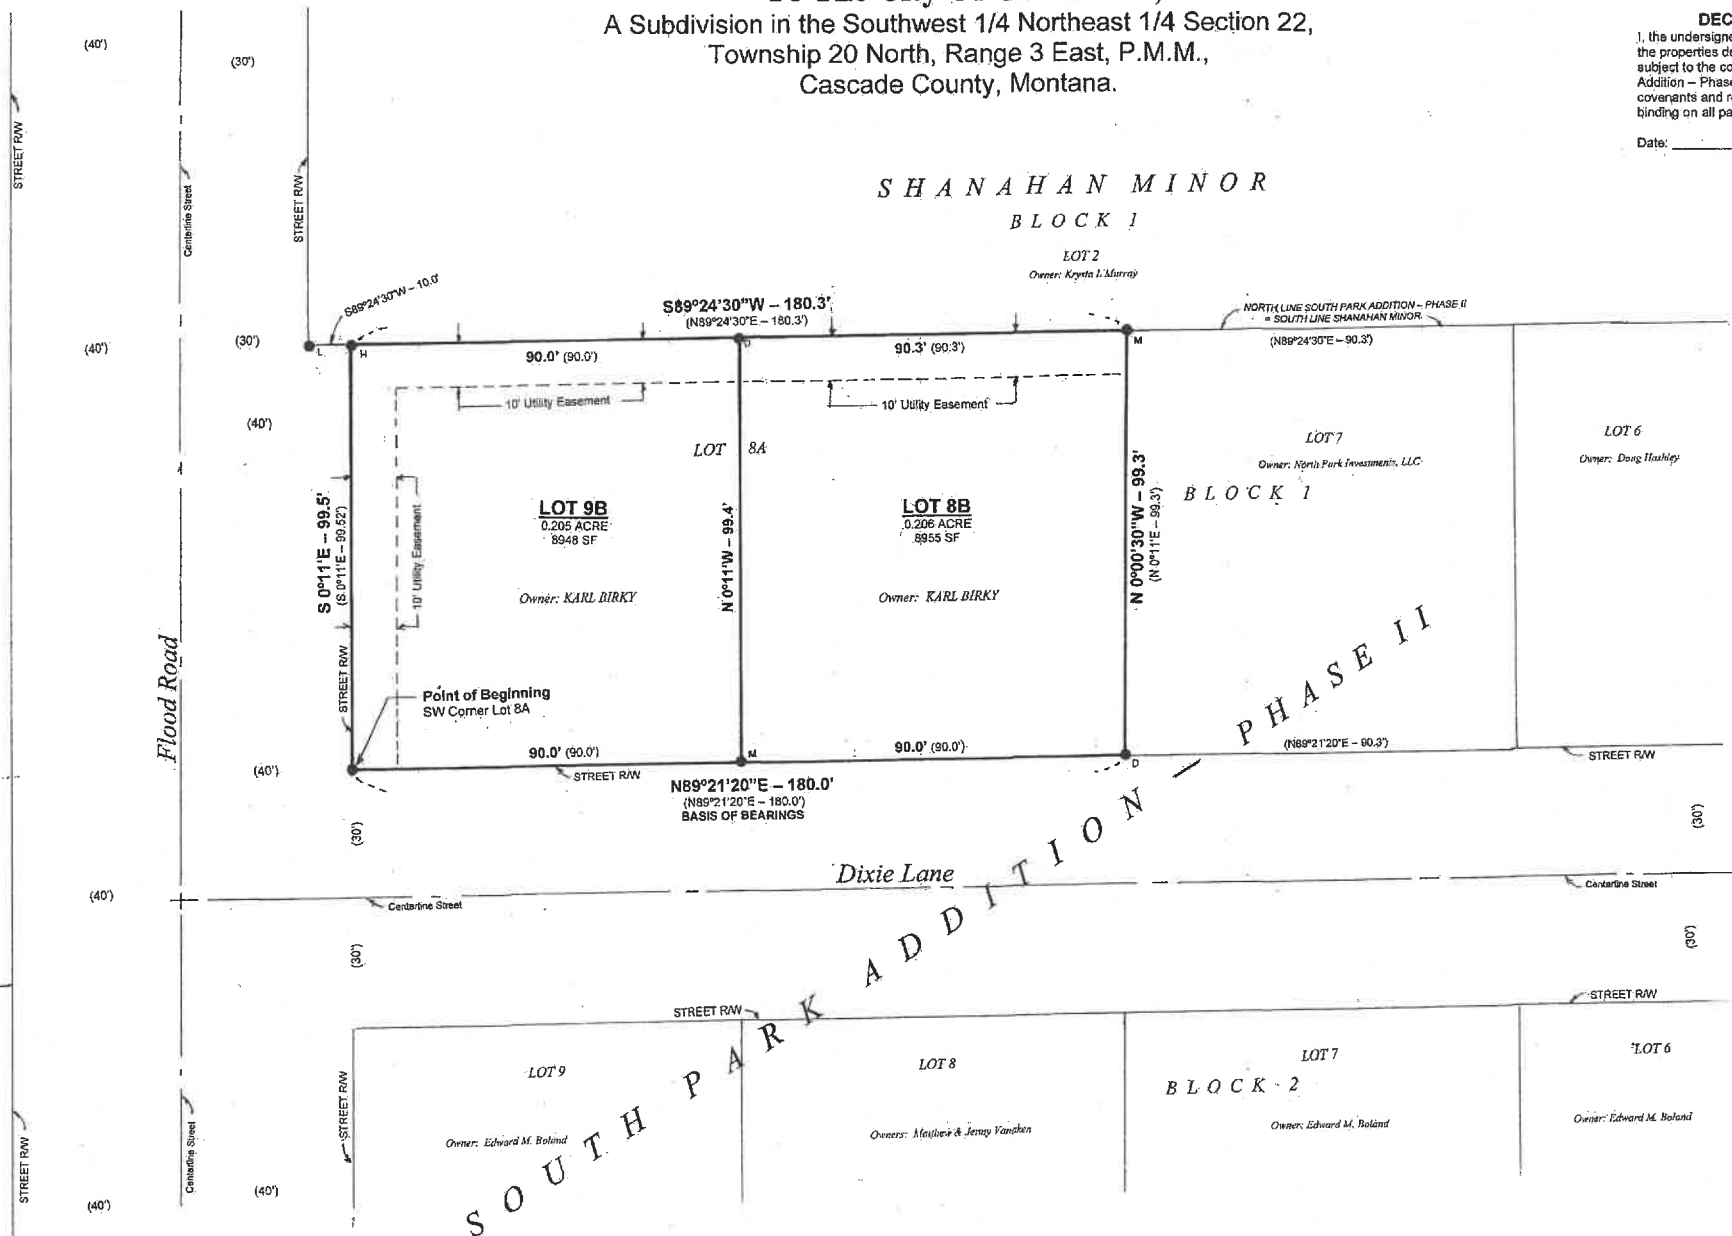 A Subdivision in the Southwest 1/4 Northeast 1/4 Section 22,
Township 20 North, Range 3 East, P.M.M.,
Cascade County, Montana.
I, the undersigne
the properties de
subject to the co
Addition – Phase
covenants and r
binding on all pa
Date:
(40')
(30')
STREET R/W
Centerline Street
STREET R/W
SHANAHAN MINOR
BLOCK 1
LOT 2
Owner: Krysta L. Murray
S89°24'30"W – 10.0'
S89°24'30"W – 180.3'
(N89°24'30"E – 180.3')
NORTH LINE SOUTH PARK ADDITION – PHASE II
= SOUTH LINE SHANAHAN MINOR
(N89°24'30"E – 90.3')
(40')
(30')
L
H
D
M
90.0' (90.0')
90.3' (90.3')
10' Utility Easement
10' Utility Easement
(40')
LOT 8A
LOT 7
Owner: North Park Investments, LLC
BLOCK 1
LOT 6
Owner: Doug Hashley
S 0°11'E – 99.5'
(S 0°11'E – 99.52')
10' Utility Easement
LOT 9B
0.205 ACRE
8948 SF
Owner: KARL BIRKY
N 0°11'W – 99.4'
LOT 8B
0.206 ACRE
8955 SF
Owner: KARL BIRKY
N 0°00'30"W – 99.3'
(N 0°11'E – 99.3')
STREET R/W
Point of Beginning
SW Corner Lot 8A
Flood Road
(40')
90.0' (90.0')
STREET R/W
M
90.0' (90.0')
D
(N89°21'20"E – 90.3')
STREET R/W
N89°21'20"E – 180.0'
(N89°21'20"E – 180.0')
BASIS OF BEARINGS
(30')
(30')
SOUTH PARK ADDITION – PHASE II
Dixie Lane
(40')
Centerline Street
Centerline Street
(30')
(30')
STREET R/W
STREET R/W
STREET R/W
LOT 9
Owner: Edward M. Boland
LOT 8
Owners: Matthew & Jenny Vanaken
LOT 7
BLOCK 2
Owner: Edward M. Boland
LOT 6
Owner: Edward M. Boland
STREET R/W
Centerline Street
(40')
(40')